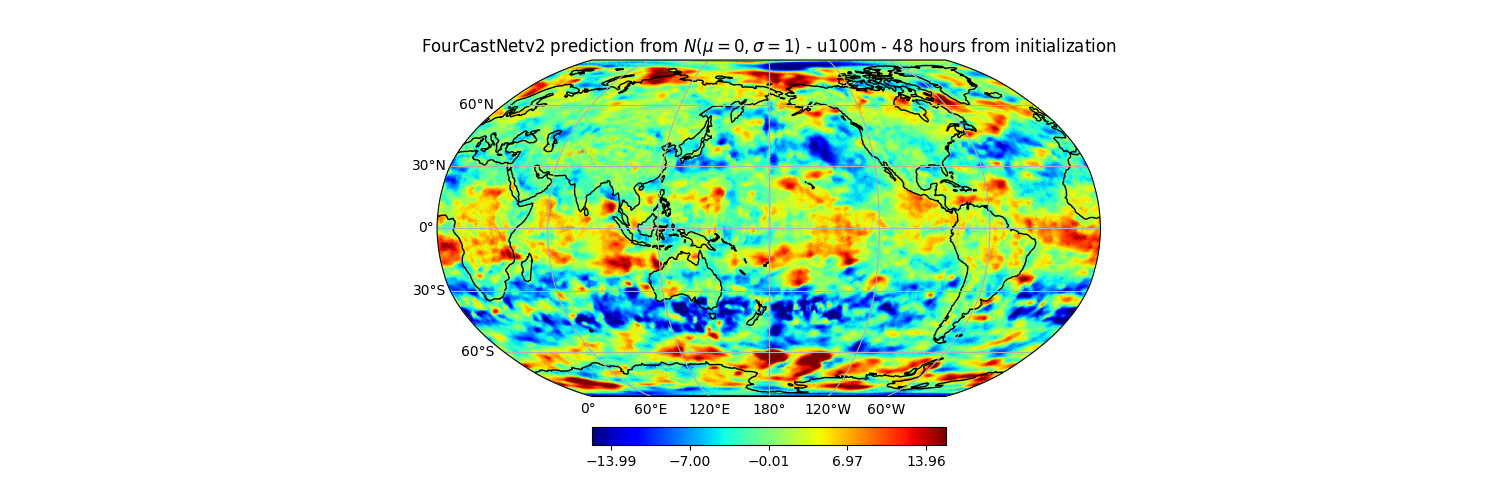 FourCastNetv2 prediction from N(μ = 0, σ = 1) - u100m - 48 hours from initialization
60°N
30°N
0°
30°S
60°S
0° 60°E 120°E 180° 120°W 60°W
−13.99 −7.00 −0.01 6.97 13.96